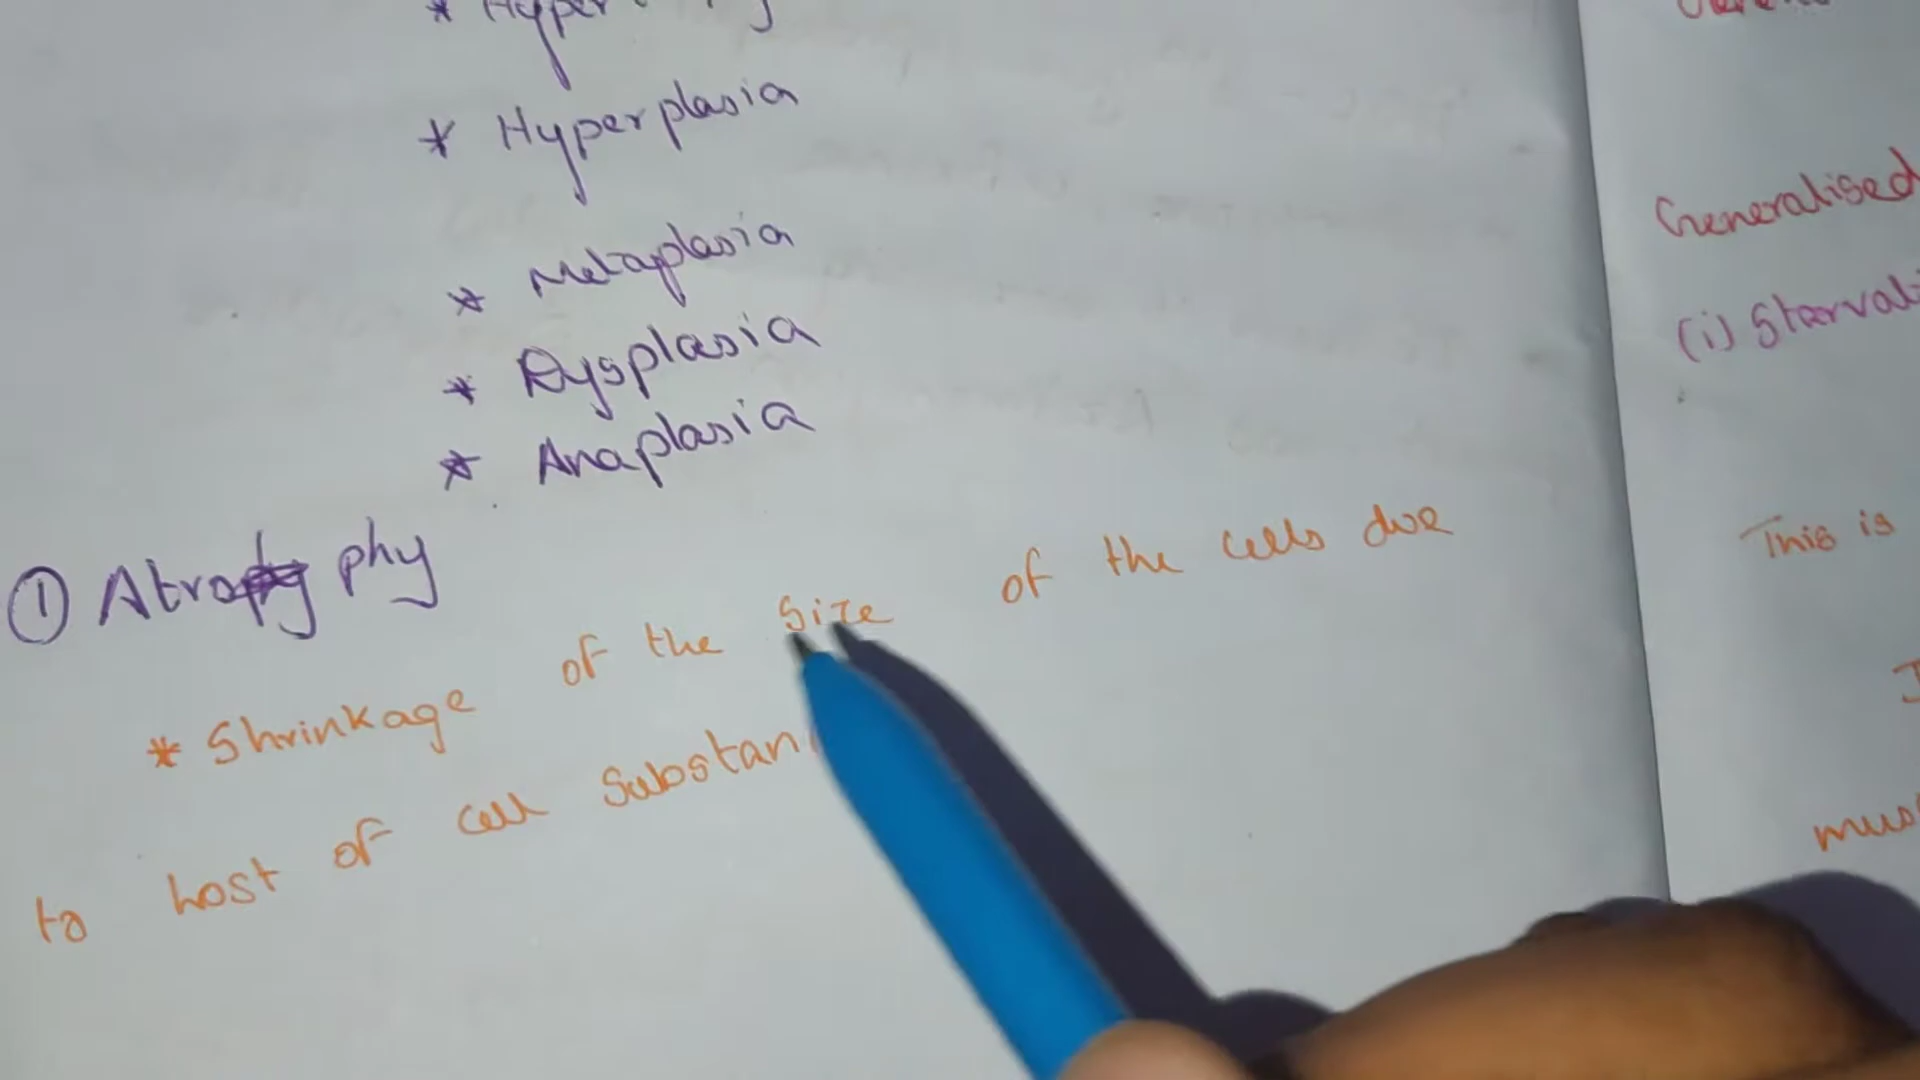 * Hyperplasia
* Metaplasia
* Dysplasia
* Anaplasia
① Atrophy
* Shrinkage of the Size of the cells due
to Lost of cell Substan
Generalised
(i) Starvat
This is
mus